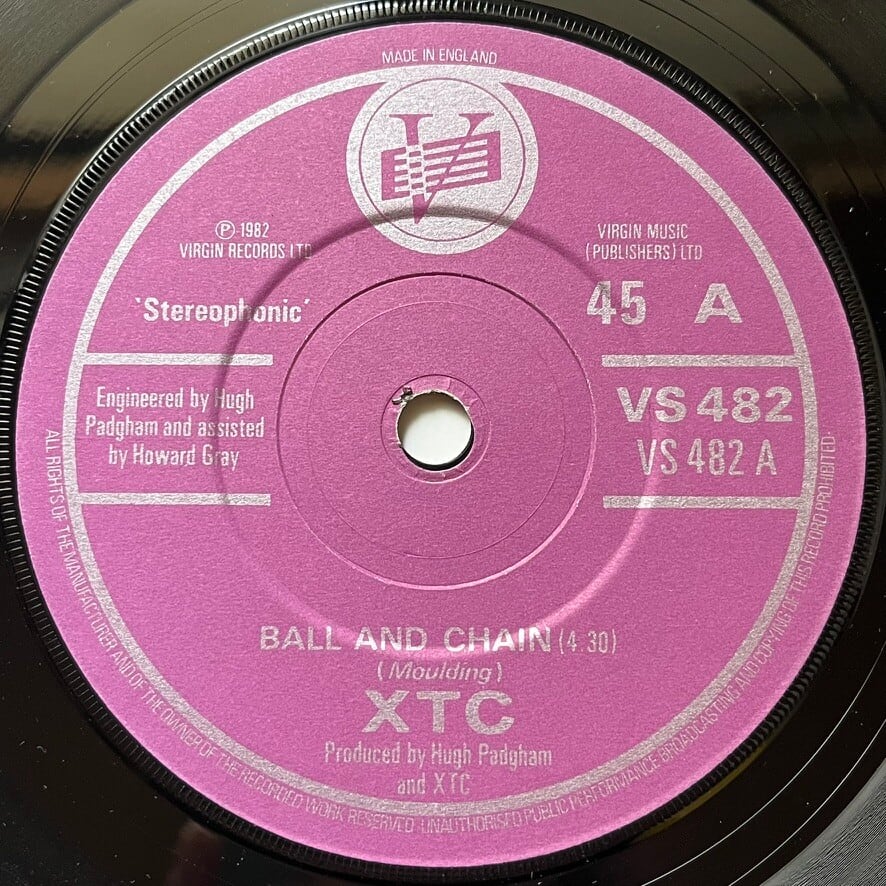 MADE IN ENGLAND
V
℗ 1982
VIRGIN RECORDS LTD
VIRGIN MUSIC
(PUBLISHERS) LTD
'Stereophonic'
45 A
Engineered by Hugh
Padgham and assisted
by Howard Gray
VS 482
VS 482 A
BALL AND CHAIN (4.30)
(Moulding)
XTC
Produced by Hugh Padgham
and XTC
ALL RIGHTS OF THE MANUFACTURER AND OF THE OWNER OF THE RECORDED WORK RESERVED UNAUTHORISED PUBLIC PERFORMANCE BROADCASTING AND COPYING OF THIS RECORD PROHIBITED.